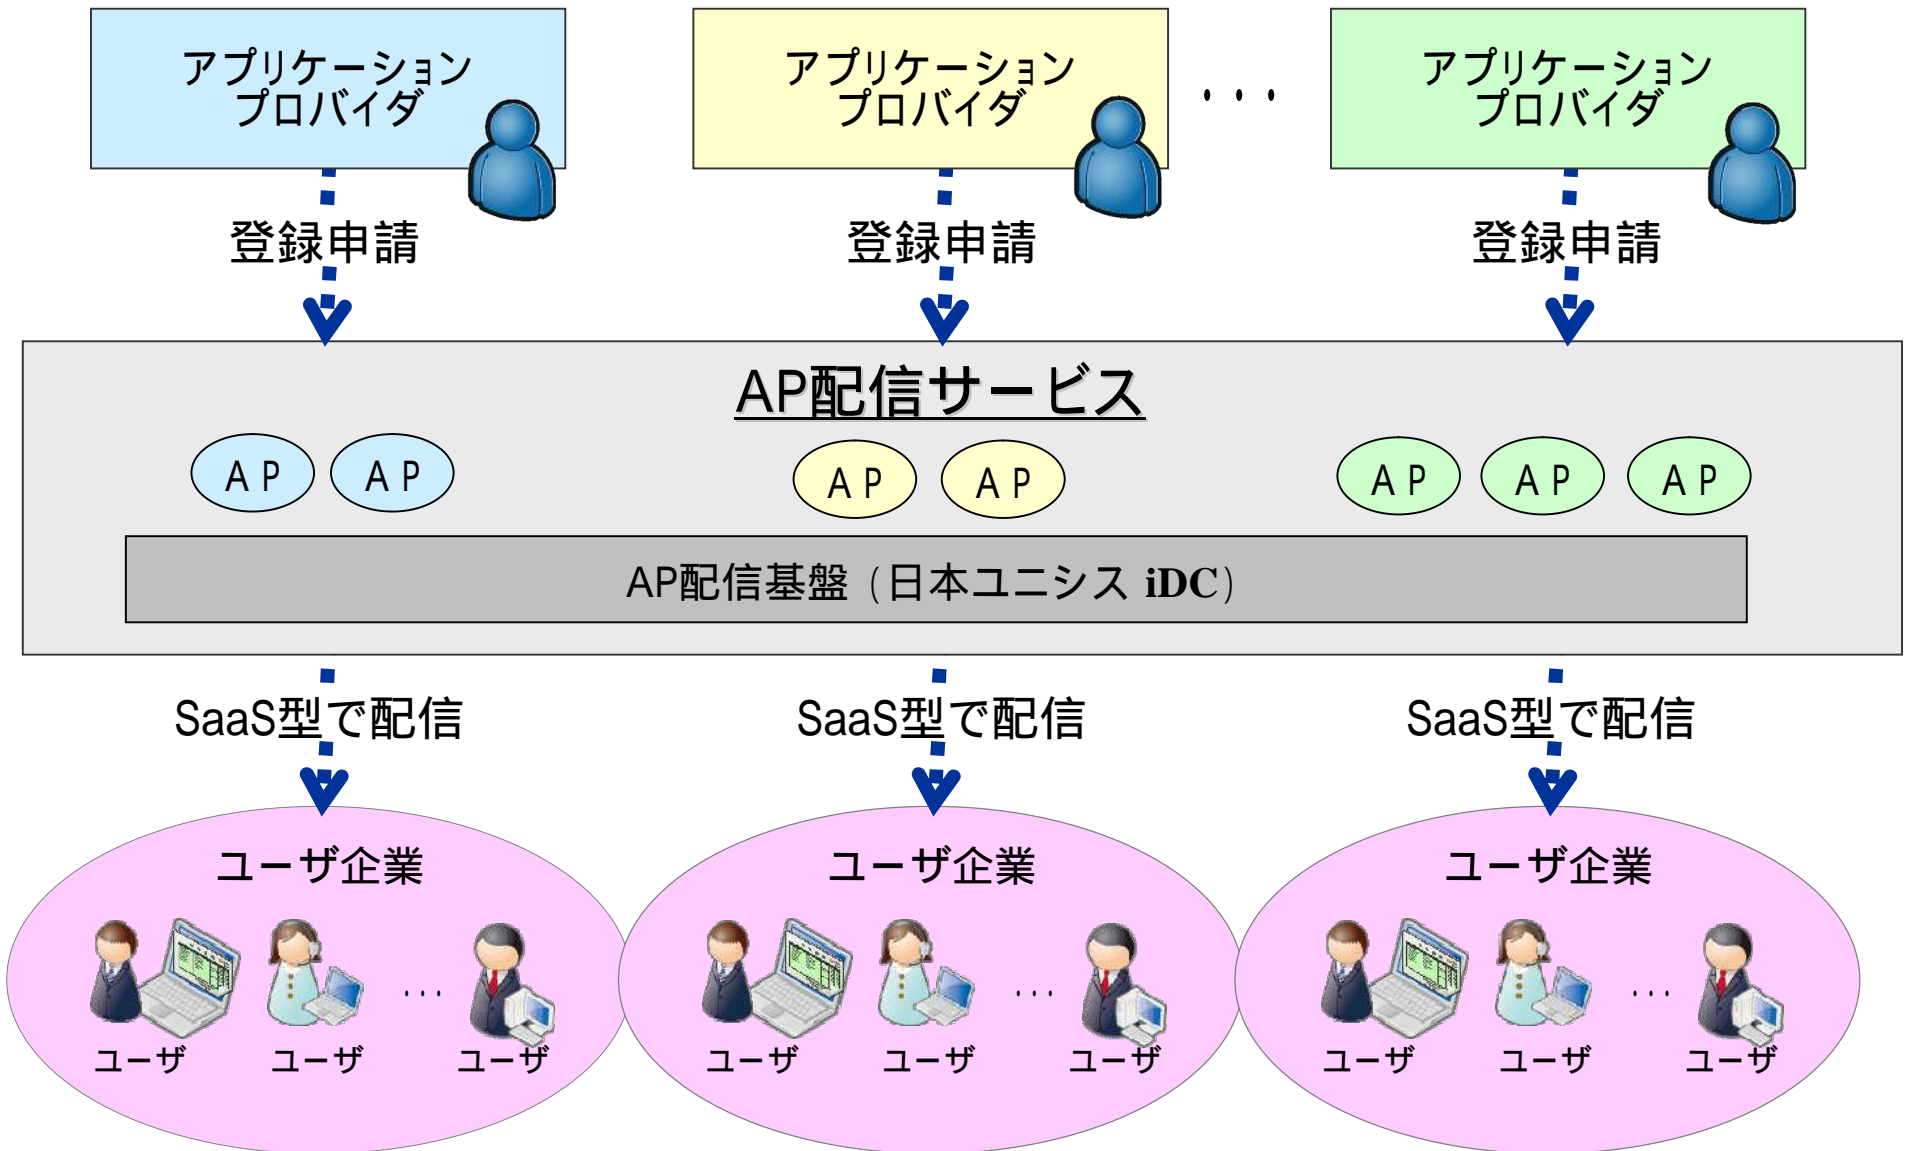 アプリケーション
プロバイダ
アプリケーション
プロバイダ
・・・
アプリケーション
プロバイダ
登録申請
登録申請
登録申請
AP配信サービス
ＡＰ
ＡＰ
ＡＰ
ＡＰ
ＡＰ
ＡＰ
ＡＰ
AP配信基盤（日本ユニシス iDC）
SaaS型で配信
SaaS型で配信
SaaS型で配信
ユーザ企業
ユーザ企業
ユーザ企業
・・・
・・・
・・・
ユーザ
ユーザ
ユーザ
ユーザ
ユーザ
ユーザ
ユーザ
ユーザ
ユーザ